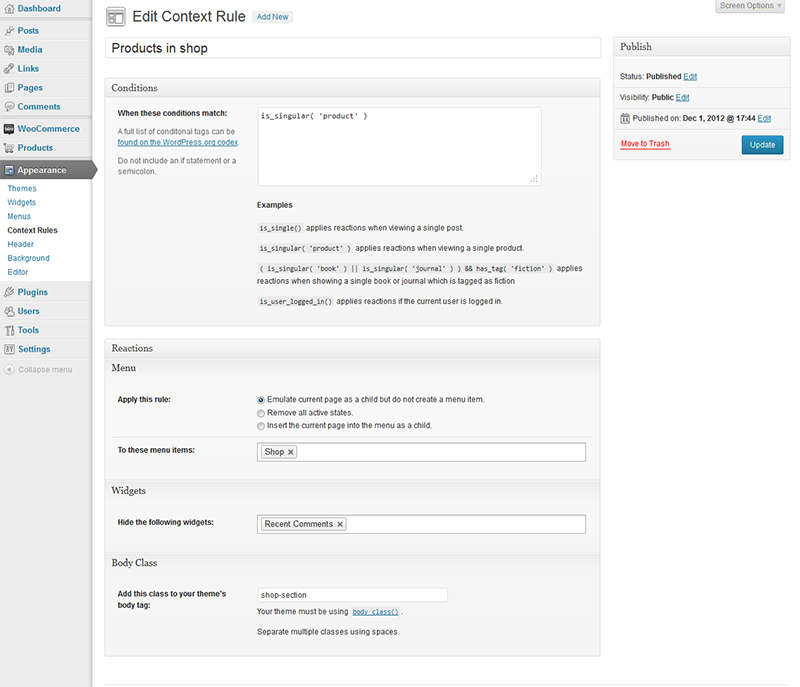 Screen Options
Dashboard
Posts
Media
Links
Pages
Comments
WooCommerce
Products
Appearance
Themes
Widgets
Menus
Context Rules
Header
Background
Editor
Plugins
Users
Tools
Settings
Collapse menu
Edit Context Rule Add New
Products in shop
Conditions
When these conditions match:
A full list of conditonal tags can be
found on the WordPress.org codex.
Do not include an if statement or a
semicolon.
is_singular( 'product' )
Examples
is_single() applies reactions when viewing a single post.
is_singular( 'product' ) applies reactions when viewing a single product.
( is_singular( 'book' ) || is_singular( 'journal' ) ) && has_tag( 'fiction' ) applies
reactions when showing a single book or journal which is tagged as fiction
is_user_logged_in() applies reactions if the current user is logged in.
Reactions
Menu
Apply this rule:
Emulate current page as a child but do not create a menu item.
Remove all active states.
Insert the current page into the menu as a child.
To these menu items:
Shop ×
Widgets
Hide the following widgets:
Recent Comments ×
Body Class
Add this class to your theme's
body tag:
shop-section
Your theme must be using body_class() .
Separate multiple classes using spaces.
Publish
Status: Published Edit
Visibility: Public Edit
Published on: Dec 1, 2012 @ 17:44 Edit
Move to Trash
Update